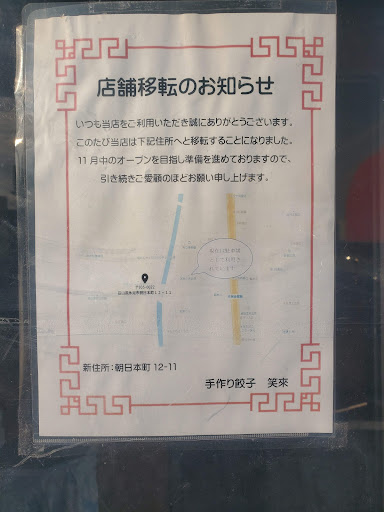 店舗移転のお知らせ
いつも当店をご利用いただき誠にありがとうございます。
このたび当店は下記住所へと移転することになりました。
11月中のオープンを目指し準備を進めておりますので、
引き続きご愛顧のほどお願い申し上げます。
新住所:朝日本町12-11
手作り餃子 笑來